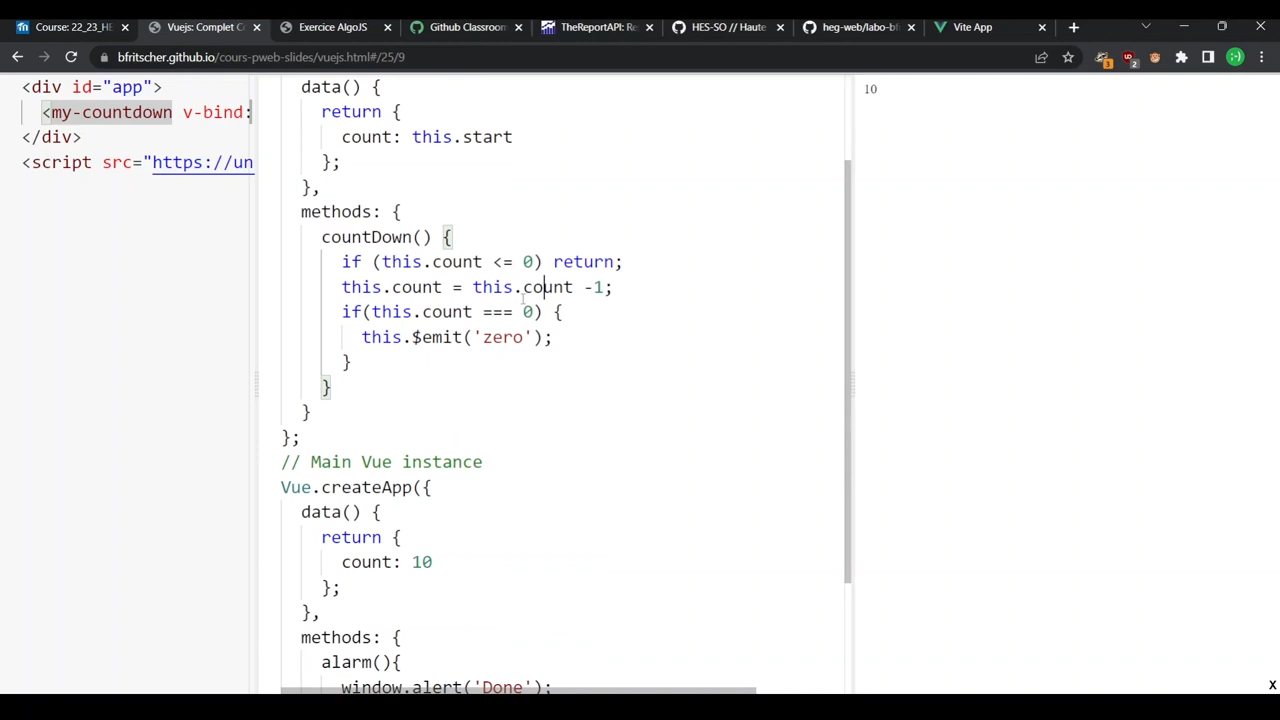 Course: 22_23_HE
Vuejs: Complet Co
Exercice AlgoJS
Github Classroom
TheReportAPI: Re
HES-SO // Haute
heg-web/labo-bf
Vite App
bfritscher.github.io/cours-pweb-slides/vuejs.html#/25/9
<div id="app">
<my-countdown v-bind:
</div>
<script src="https://un
data() {
return {
count: this.start
};
},
methods: {
countDown() {
if (this.count <= 0) return;
this.count = this.count -1;
if(this.count === 0) {
this.$emit('zero');
}
}
}
};
// Main Vue instance
Vue.createApp({
data() {
return {
count: 10
};
},
methods: {
alarm(){
window.alert('Done');
10
x